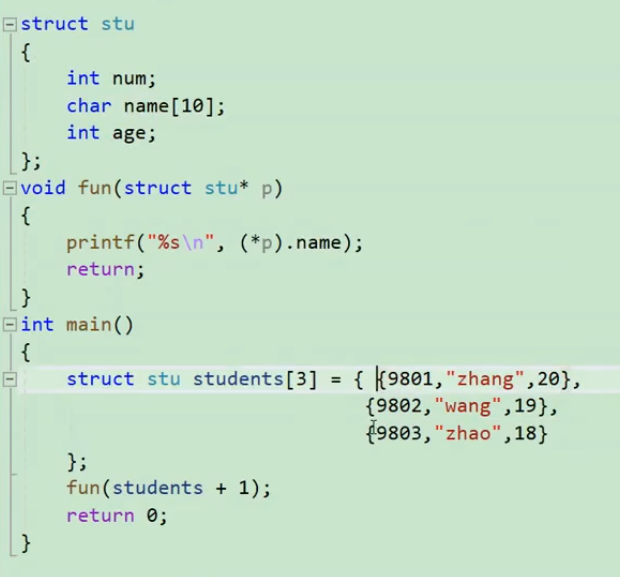 struct stu
{
int num;
char name[10];
int age;
};
void fun(struct stu* p)
{
printf("%s\n", (*p).name);
return;
}
int main()
{
struct stu students[3] = { {9801,"zhang",20},
{9802,"wang",19},
{9803,"zhao",18}
};
fun(students + 1);
return 0;
}